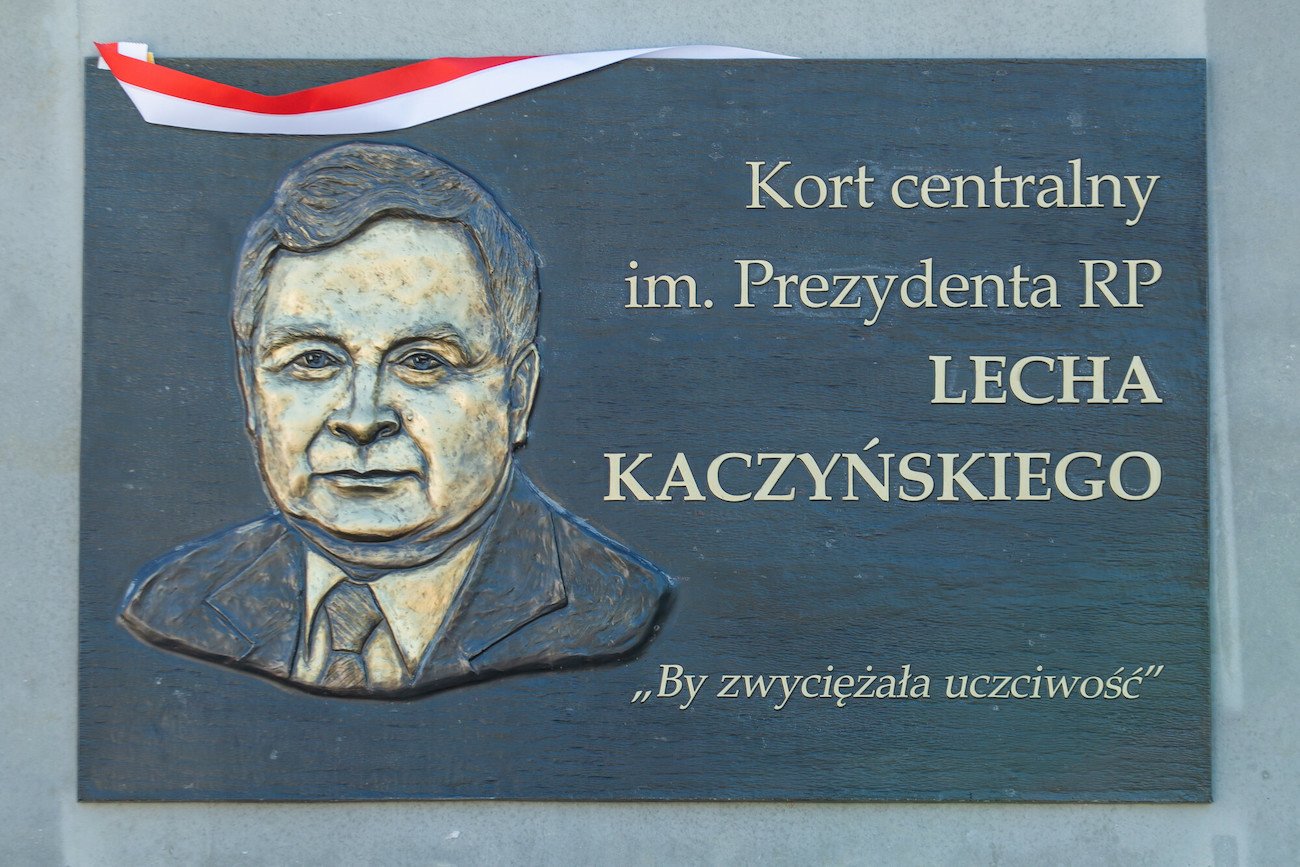 Kort centralny
im. Prezydenta RP
LECHA
KACZYŃSKIEGO
„By zwyciężała uczciwość”